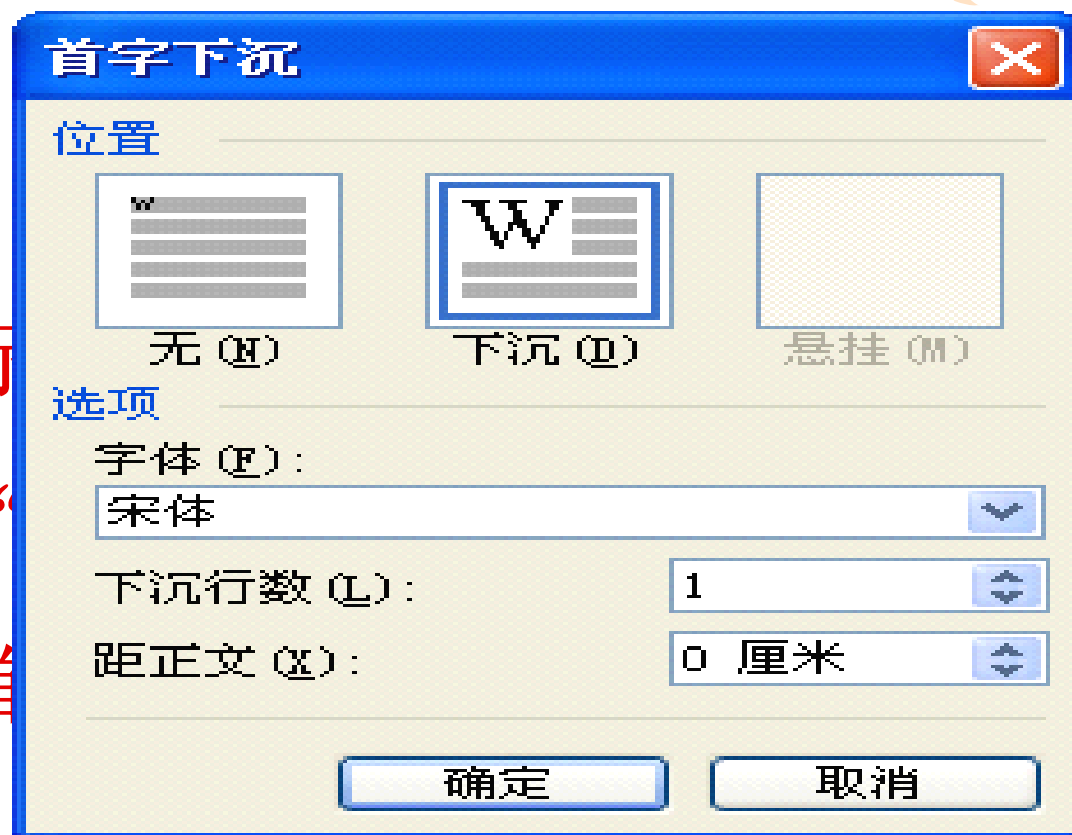 首字下沉
位置
W
W
无(N)
下沉(D)
悬挂(M)
选项
字体(F):
宋体
下沉行数(L):
1
距正文(X):
0 厘米
确定
取消